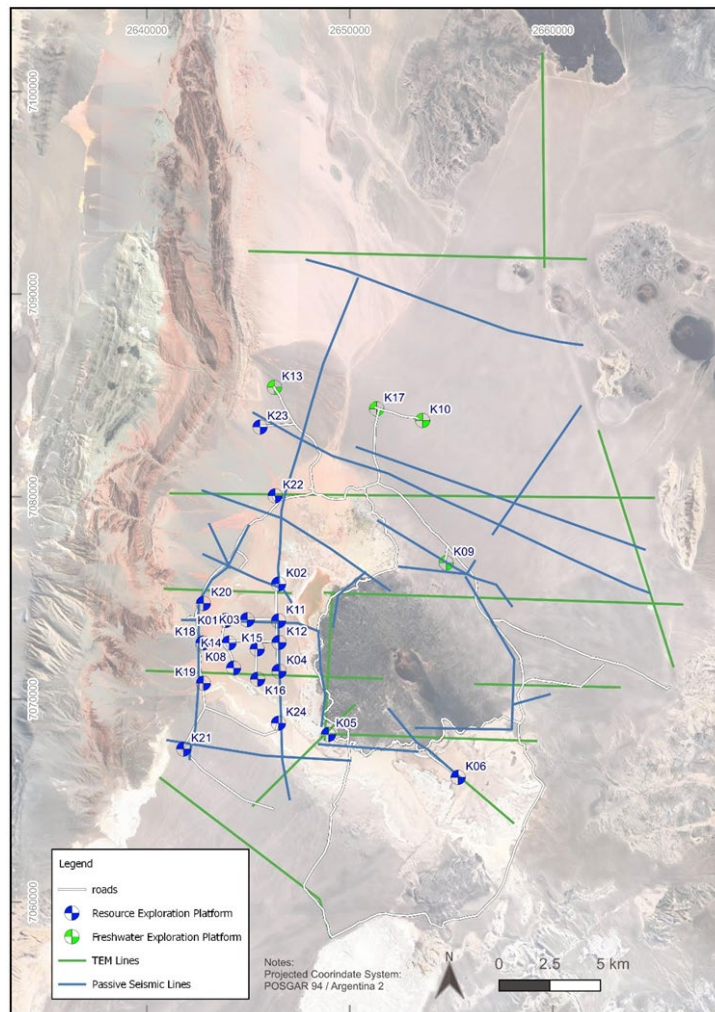 2640000 2650000 2660000
7100000
7090000
K13
K17
K10
K23
K22
7080000
K09
K02
K20
K01 K03 K11
K18 K12
K14 K15
K08 K04
K19 K16
7070000
K24
K05
K21
K06
Legend
roads
Resource Exploration Platform
Freshwater Exploration Platform
TEM Lines
Passive Seismic Lines
7060000
Notes:
Projected Coorindate System:
POSGAR 94 / Argentina 2
N
0 2.5 5 km